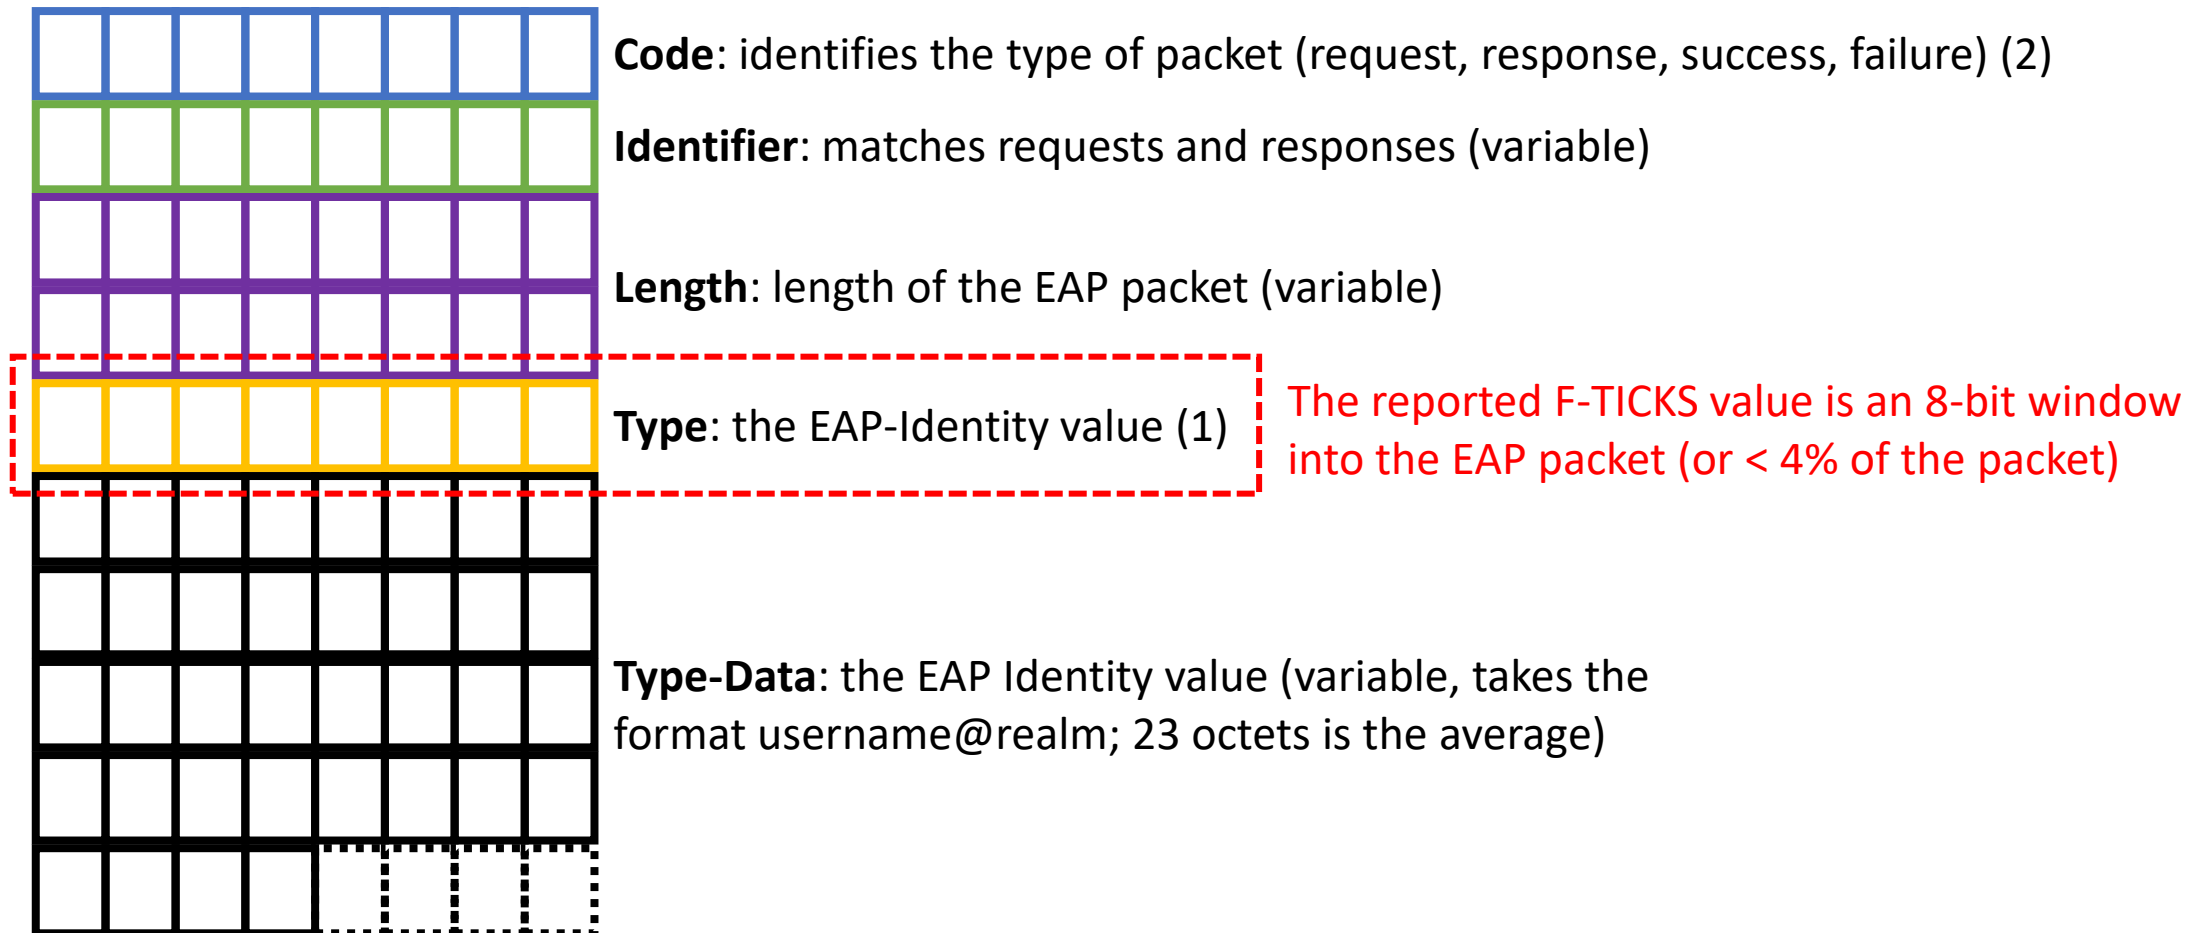 Code: identifies the type of packet (request, response, success, failure) (2)
Identifier: matches requests and responses (variable)
Length: length of the EAP packet (variable)
Type: the EAP-Identity value (1)
The reported F-TICKS value is an 8-bit window
into the EAP packet (or < 4% of the packet)
Type-Data: the EAP Identity value (variable, takes the
format username@realm; 23 octets is the average)